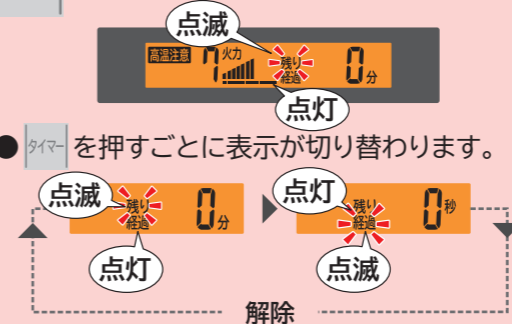 点滅
高温注意 7 火力 残り 経過 0分
点灯
● タイマー を押すごとに表示が切り替わります。
点滅 残り 経過 0分 点灯 残り 経過 0秒
点灯 点滅
解除